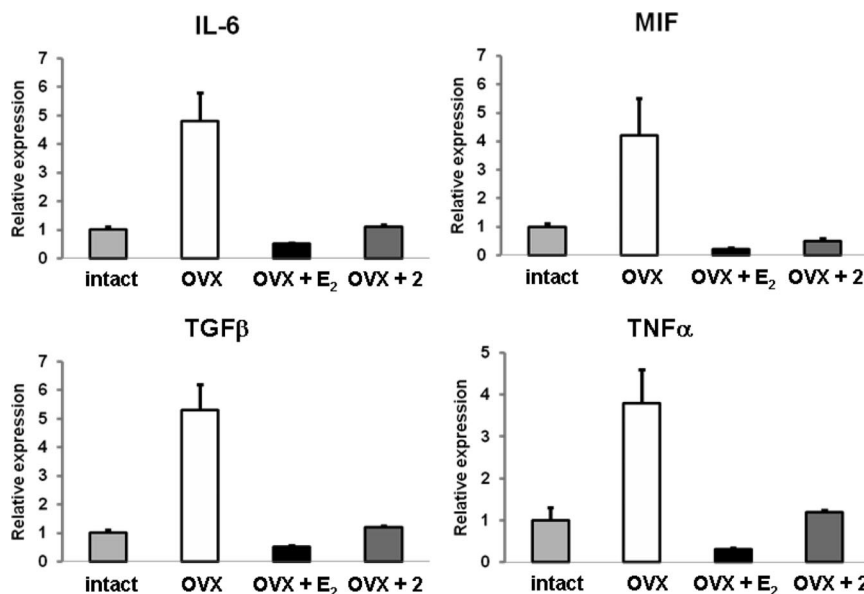 IL-6
Relative expression
7
6
5
4
3
2
1
0
intact OVX OVX + E₂ OVX + 2
MIF
Relative expression
7
6
5
4
3
2
1
0
intact OVX OVX + E₂ OVX + 2
TGFβ
Relative expression
7
6
5
4
3
2
1
0
intact OVX OVX + E₂ OVX + 2
TNFα
Relative expression
5
4
3
2
1
0
intact OVX OVX + E₂ OVX + 2